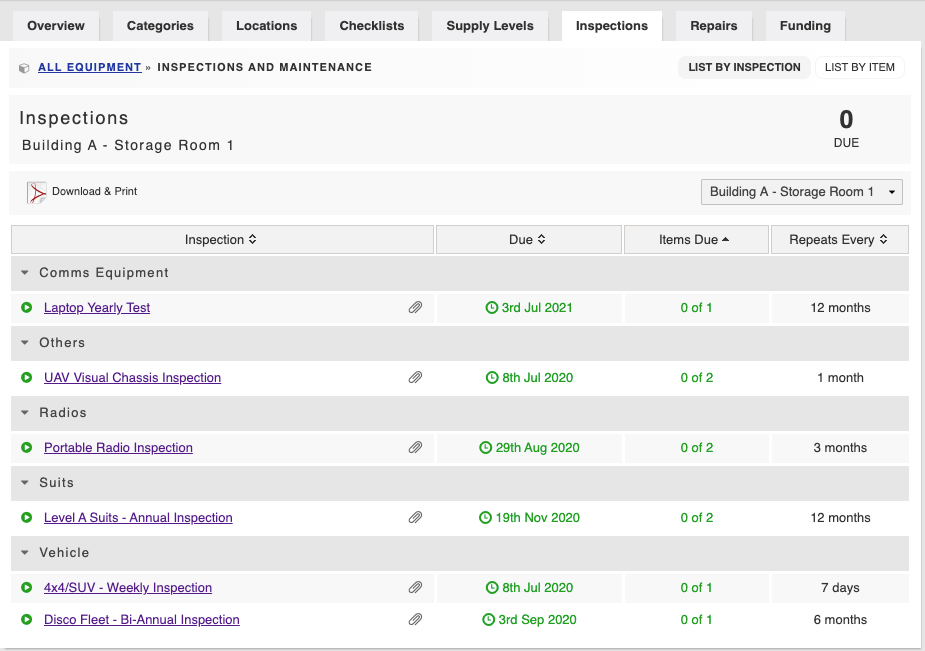 Overview Categories Locations Checklists Supply Levels Inspections Repairs Funding
ALL EQUIPMENT » INSPECTIONS AND MAINTENANCE LIST BY INSPECTION LIST BY ITEM
Inspections 0
Building A - Storage Room 1 DUE
Download & Print Building A - Storage Room 1
Inspection Due Items Due Repeats Every
Comms Equipment
Laptop Yearly Test 3rd Jul 2021 0 of 1 12 months
Others
UAV Visual Chassis Inspection 8th Jul 2020 0 of 2 1 month
Radios
Portable Radio Inspection 29th Aug 2020 0 of 2 3 months
Suits
Level A Suits - Annual Inspection 19th Nov 2020 0 of 2 12 months
Vehicle
4x4/SUV - Weekly Inspection 8th Jul 2020 0 of 1 7 days
Disco Fleet - Bi-Annual Inspection 3rd Sep 2020 0 of 1 6 months